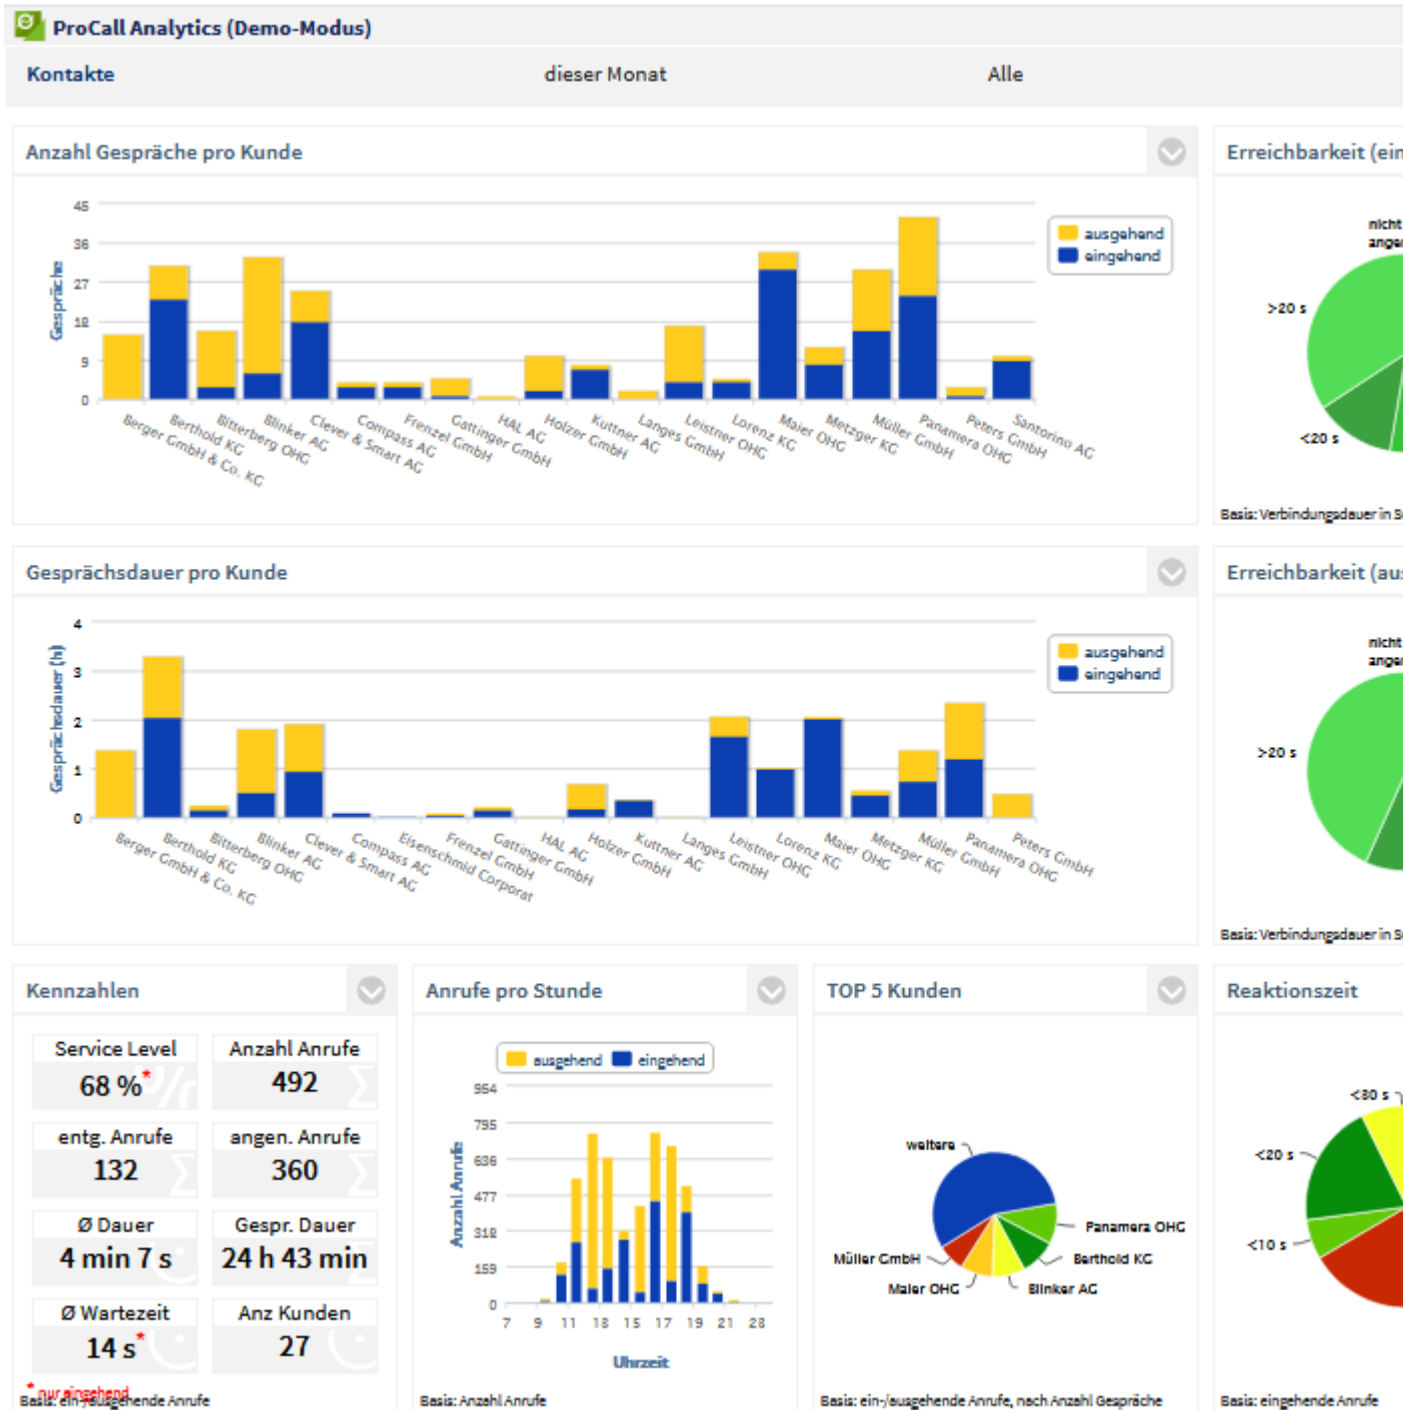 ProCall Analytics (Demo-Modus)
Kontakte
dieser Monat
Alle
Anzahl Gespräche pro Kunde
45
36
27
18
9
0
Gespräche
ausgehend
eingehend
Berger GmbH & Co. KG
Berthold KG
Bitterberg OHG
Blinker AG
Clever & Smart AG
Compass AG
Frenzel GmbH
Gattinger GmbH
HAL AG
Holzer GmbH
Kuttner AG
Langes GmbH
Leistner OHG
Lorenz KG
Maier OHG
Metzger KG
Müller GmbH
Panamera OHG
Peters GmbH
Santorino AG
Erreichbarkeit (ein
nicht
anger
>20 s
<20 s
Basis: Verbindungsdauer in S
Gesprächsdauer pro Kunde
4
3
2
1
0
Gesprächsdauer (h)
ausgehend
eingehend
Berger GmbH & Co. KG
Berthold KG
Bitterberg OHG
Blinker AG
Clever & Smart AG
Compass AG
Eisenschmid Corporat
Frenzel GmbH
Gattinger GmbH
HAL AG
Holzer GmbH
Kuttner AG
Langes GmbH
Leistner OHG
Lorenz KG
Maier OHG
Metzger KG
Müller GmbH
Panamera OHG
Peters GmbH
Erreichbarkeit (aus
nicht
anger
>20 s
Basis: Verbindungsdauer in S
Kennzahlen
Service Level
68 %*
Anzahl Anrufe
492
entg. Anrufe
132
angen. Anrufe
360
Ø Dauer
4 min 7 s
Gespr. Dauer
24 h 43 min
Ø Wartezeit
14 s*
Anz Kunden
27
* nur eingehend
Basis: ein-/ausgehende Anrufe
Anrufe pro Stunde
ausgehend
eingehend
954
795
636
477
318
159
0
Anzahl Anrufe
7 9 11 13 15 17 19 21 23
Uhrzeit
Basis: Anzahl Anrufe
TOP 5 Kunden
weitere
Panamera OHG
Berthold KG
Blinker AG
Maier OHG
Müller GmbH
Basis: ein-/ausgehende Anrufe, nach Anzahl Gespräche
Reaktionszeit
<30 s
<20 s
<10 s
Basis: eingehende Anrufe